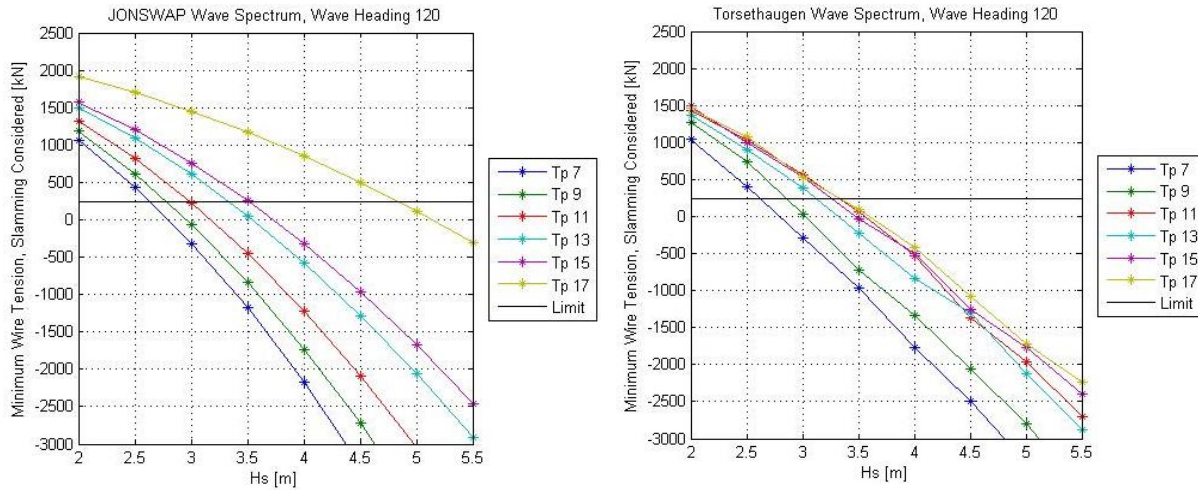 JONSWAP Wave Spectrum, Wave Heading 120
Minimum Wire Tension, Slamming Considered [kN]
2500
2000
1500
1000
500
0
-500
-1000
-1500
-2000
-2500
-3000
2 2.5 3 3.5 4 4.5 5 5.5
Hs [m]
Tp 7
Tp 9
Tp 11
Tp 13
Tp 15
Tp 17
Limit
Torsethaugen Wave Spectrum, Wave Heading 120
Minimum Wire Tension, Slamming Considered [kN]
2500
2000
1500
1000
500
0
-500
-1000
-1500
-2000
-2500
-3000
2 2.5 3 3.5 4 4.5 5 5.5
Hs [m]
Tp 7
Tp 9
Tp 11
Tp 13
Tp 15
Tp 17
Limit